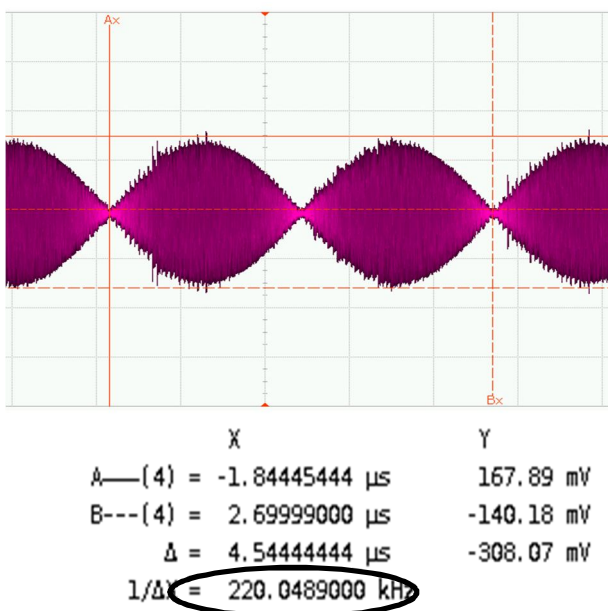 Ax
Bx
X Y
A——(4) = -1.84445444 µs 167.89 mV
B---(4) = 2.69999000 µs -140.18 mV
Δ = 4.54444444 µs -308.07 mV
1/ΔX = 220.0489000 kHz